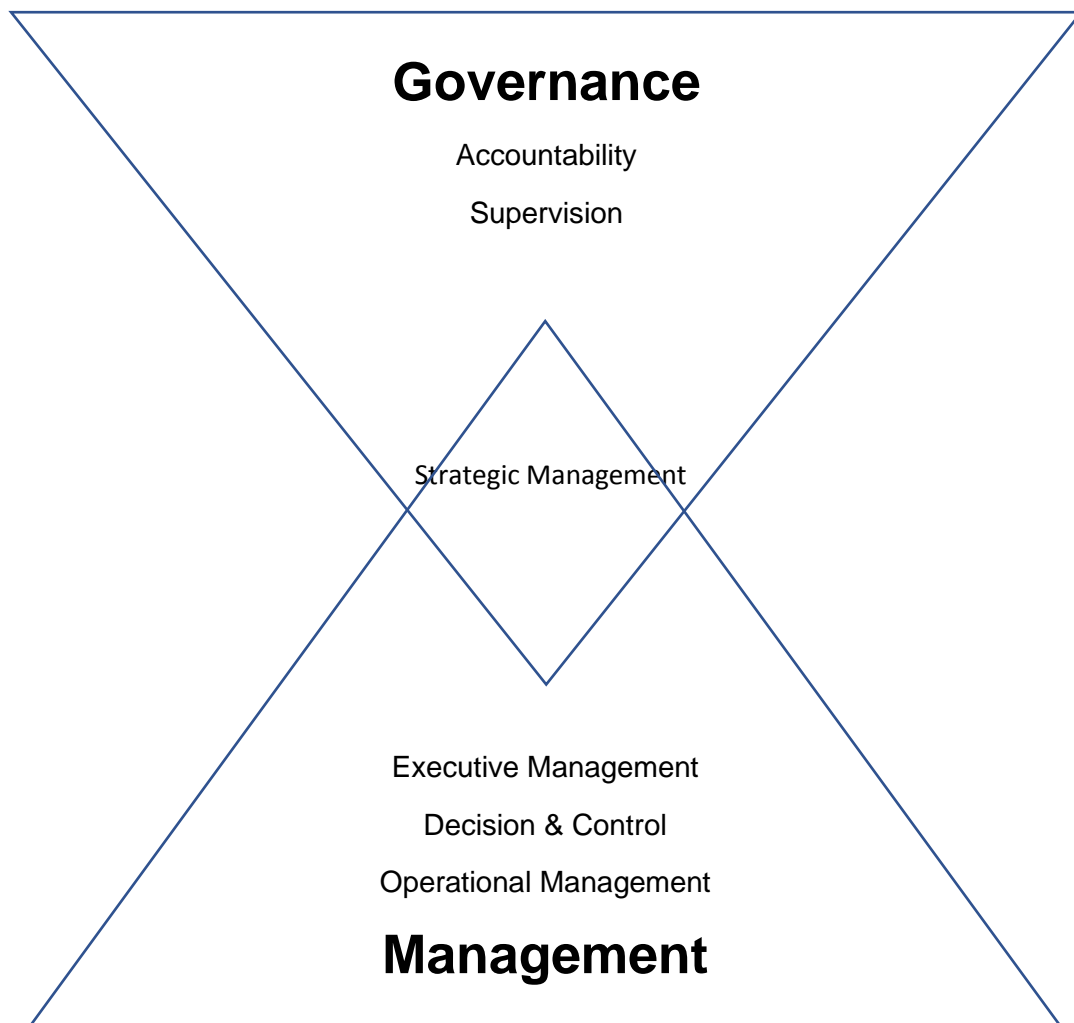 Governance
Accountability
Supervision
Strategic Management
Executive Management
Decision & Control
Operational Management
Management